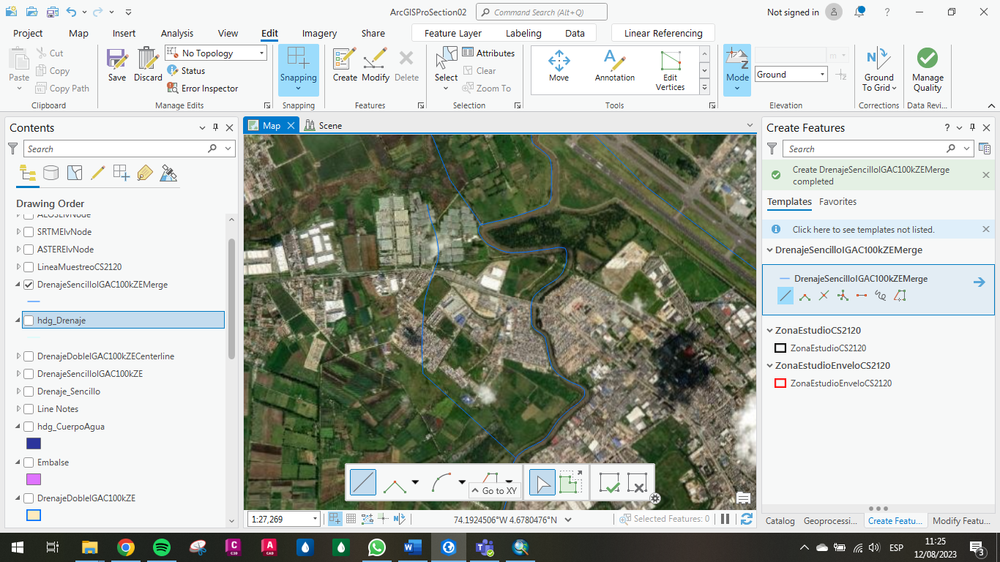 ArcGISProSection02
Command Search (Alt+Q)
Not signed in
?
Project
Map
Insert
Analysis
View
Edit
Imagery
Share
Feature Layer
Labeling
Data
Linear Referencing
Paste
Cut
Copy
Copy Path
Clipboard
Save
Discard
No Topology
Status
Error Inspector
Manage Edits
Snapping
Snapping
Create
Modify
Delete
Features
Select
Attributes
Clear
Zoom To
Selection
Move
Annotation
Edit
Vertices
Tools
Mode
m
Ground
Elevation
Ground
To Grid
Corrections
Manage
Quality
Data Revi...
Contents
Search
Drawing Order
ALOSElvNode
SRTMElvNode
ASTERElvNode
LineaMuestreoCS2120
DrenajeSencilloIGAC100kZEMerge
hdg_Drenaje
DrenajeDobleIGAC100kZECenterline
DrenajeSencilloIGAC100kZE
Drenaje_Sencillo
Line Notes
hdg_CuerpoAgua
Embalse
DrenajeDobleIGAC100kZE
Map
Scene
Go to XY
1:27,269
74.1924506°W 4.6780476°N
Selected Features: 0
Create Features
?
Search
Create DrenajeSencilloIGAC100kZEMerge
completed
Templates
Favorites
Click here to see templates not listed.
DrenajeSencilloIGAC100kZEMerge
DrenajeSencilloIGAC100kZEMerge
ZonaEstudioCS2120
ZonaEstudioCS2120
ZonaEstudioEnveloCS2120
ZonaEstudioEnveloCS2120
Catalog
Geoprocessi...
Create Featu...
Modify Featu...
C
C3D
A
CAD
W
ESP
11:25
12/08/2023
3